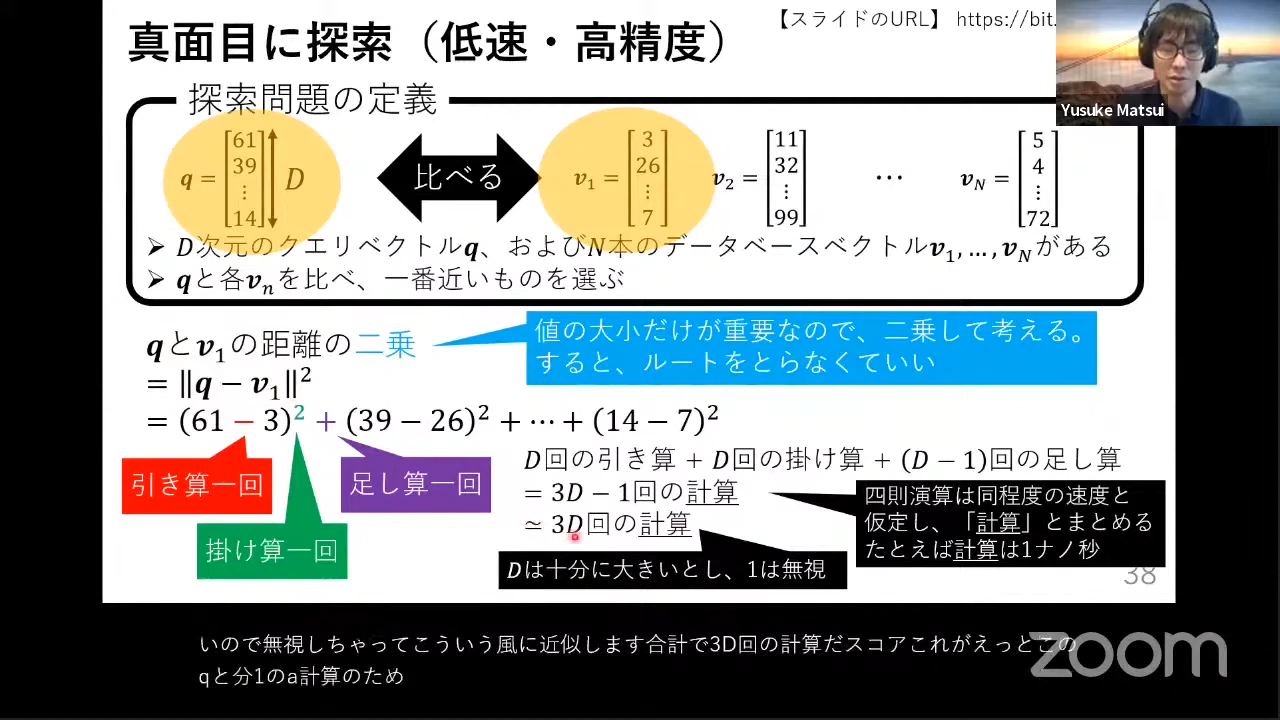 真面目に探索（低速・高精度）
【スライドのURL】 https://bit.
Yusuke Matsui
探索問題の定義
q = [61 39 ⋮ 14] D
比べる
v₁ = [3 26 ⋮ 7]
v₂ = [11 32 ⋮ 99]
⋯
v_N = [5 4 ⋮ 72]
➢ D次元のクエリベクトルq、およびN本のデータベースベクトルv₁, … , v_Nがある
➢ qと各v_nを比べ、一番近いものを選ぶ
qとv₁の距離の二乗
値の大小だけが重要なので、二乗して考える。
すると、ルートをとらなくていい
= ‖q − v₁‖²
= (61 − 3)² + (39 − 26)² + ⋯ + (14 − 7)²
引き算一回
掛け算一回
足し算一回
D回の引き算 + D回の掛け算 + (D − 1)回の足し算
= 3D − 1回の計算
≃ 3D回の計算
四則演算は同程度の速度と
仮定し、「計算」とまとめる
たとえば計算は1ナノ秒
Dは十分に大きいとし、1は無視
38
いので無視しちゃってこういう風に近似します合計で3D回の計算だスコアこれがえっとこの
qと分1のa計算のため
zoom